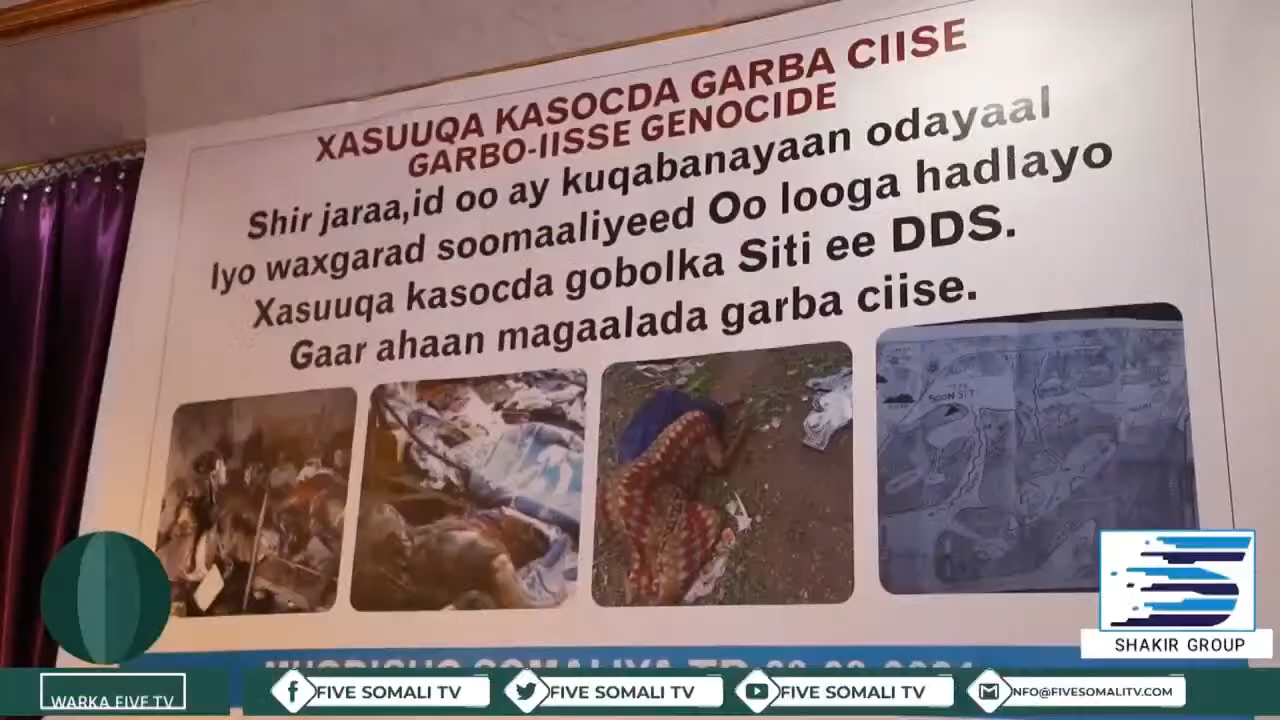 XASUUQA KASOCDA GARBA CIISE
GARBO-IISSE GENOCIDE
Shir jaraa,id oo ay kuqabanayaan odayaal
Iyo waxgarad soomaaliyeed Oo looga hadlayo
Xasuuqa kasocda gobolka Siti ee DDS.
Gaar ahaan magaalada garba ciise.
SHAKIR GROUP
WARKA FIVE TV
FIVE SOMALI TV
FIVE SOMALI TV
FIVE SOMALI TV
INFO@FIVESOMALITV.COM